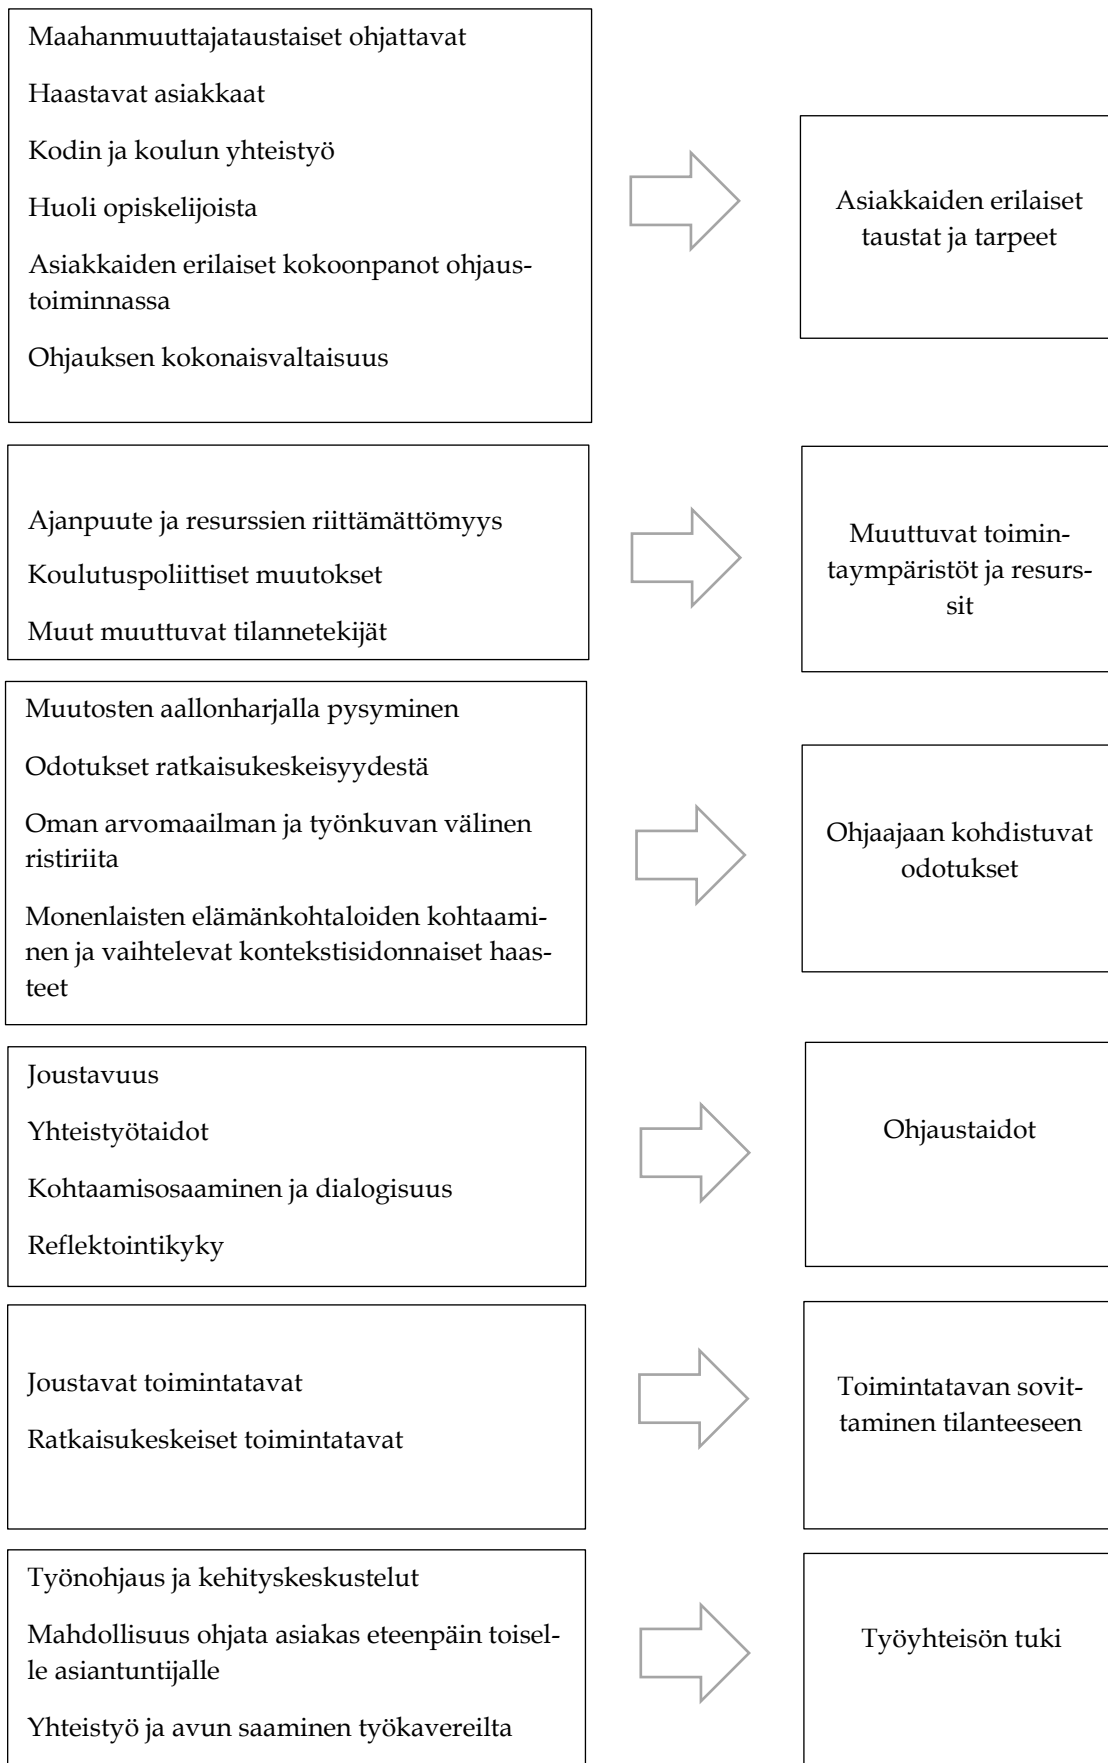 Maahanmuuttajataustaiset ohjattavat
Haastavat asiakkaat
Kodin ja koulun yhteistyö
Huoli opiskelijoista
Asiakkaiden erilaiset kokoonpanot ohjaus-
toiminnassa
Ohjauksen kokonaisvaltaisuus
Asiakkaiden erilaiset
taustat ja tarpeet
Ajanpuute ja resurssien riittämättömyys
Koulutuspoliittiset muutokset
Muut muuttuvat tilannetekijät
Muuttuvat toimin-
taympäristöt ja resurs-
sit
Muutosten aallonharjalla pysyminen
Odotukset ratkaisukeskeisyydestä
Oman arvomaailman ja työnkuvan välinen
ristiriita
Monenlaisten elämänkohtaloiden kohtaami-
nen ja vaihtelevat kontekstisidonnaiset haas-
teet
Ohjaajaan kohdistuvat
odotukset
Joustavuus
Yhteistyötaidot
Kohtaamisosaaminen ja dialogisuus
Reflektointikyky
Ohjaustaidot
Joustavat toimintatavat
Ratkaisukeskeiset toimintatavat
Toimintatavan sovit-
taminen tilanteeseen
Työnohjaus ja kehityskeskustelut
Mahdollisuus ohjata asiakas eteenpäin toisel-
le asiantuntijalle
Yhteistyö ja avun saaminen työkavereilta
Työyhteisön tuki